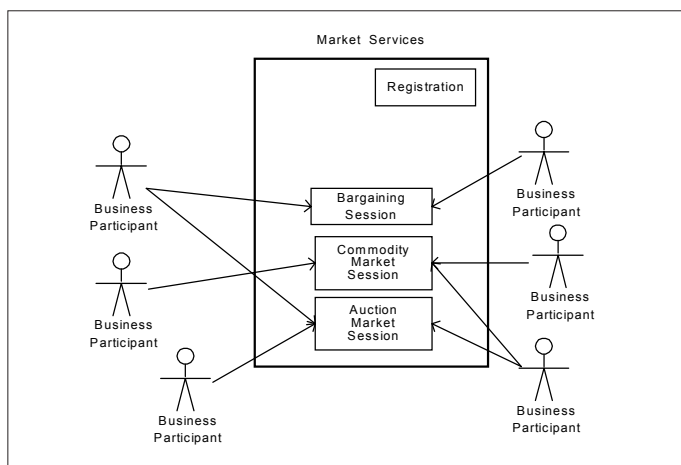 Market Services
Registration
Business
Participant
Business
Participant
Business
Participant
Bargaining
Session
Commodity
Market
Session
Auction
Market
Session
Business
Participant
Business
Participant
Business
Participant